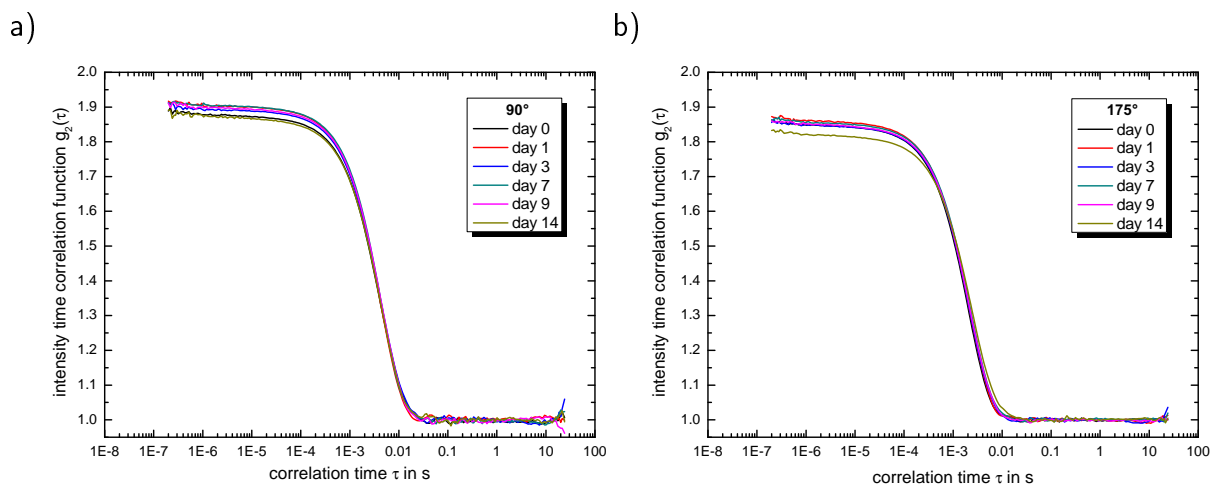 a)
intensity time correlation function g₂(τ)
2.0
1.9
1.8
1.7
1.6
1.5
1.4
1.3
1.2
1.1
1.0
90°
day 0
day 1
day 3
day 7
day 9
day 14
1E-8 1E-7 1E-6 1E-5 1E-4 1E-3 0.01 0.1 1 10 100
correlation time τ in s
b)
intensity time correlation function g₂(τ)
2.0
1.9
1.8
1.7
1.6
1.5
1.4
1.3
1.2
1.1
1.0
175°
day 0
day 1
day 3
day 7
day 9
day 14
1E-8 1E-7 1E-6 1E-5 1E-4 1E-3 0.01 0.1 1 10 100
correlation time τ in s